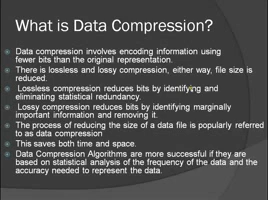 What is Data Compression?
Data compression involves encoding information using
fewer bits than the original representation.
There is lossless and lossy compression, either way, file size is
reduced.
Lossless compression reduces bits by identifying and
eliminating statistical redundancy.
Lossy compression reduces bits by identifying marginally
important information and removing it.
The process of reducing the size of a data file is popularly referred
to as data compression
This saves both time and space.
Data Compression Algorithms are more successful if they are
based on statistical analysis of the frequency of the data and the
accuracy needed to represent the data.